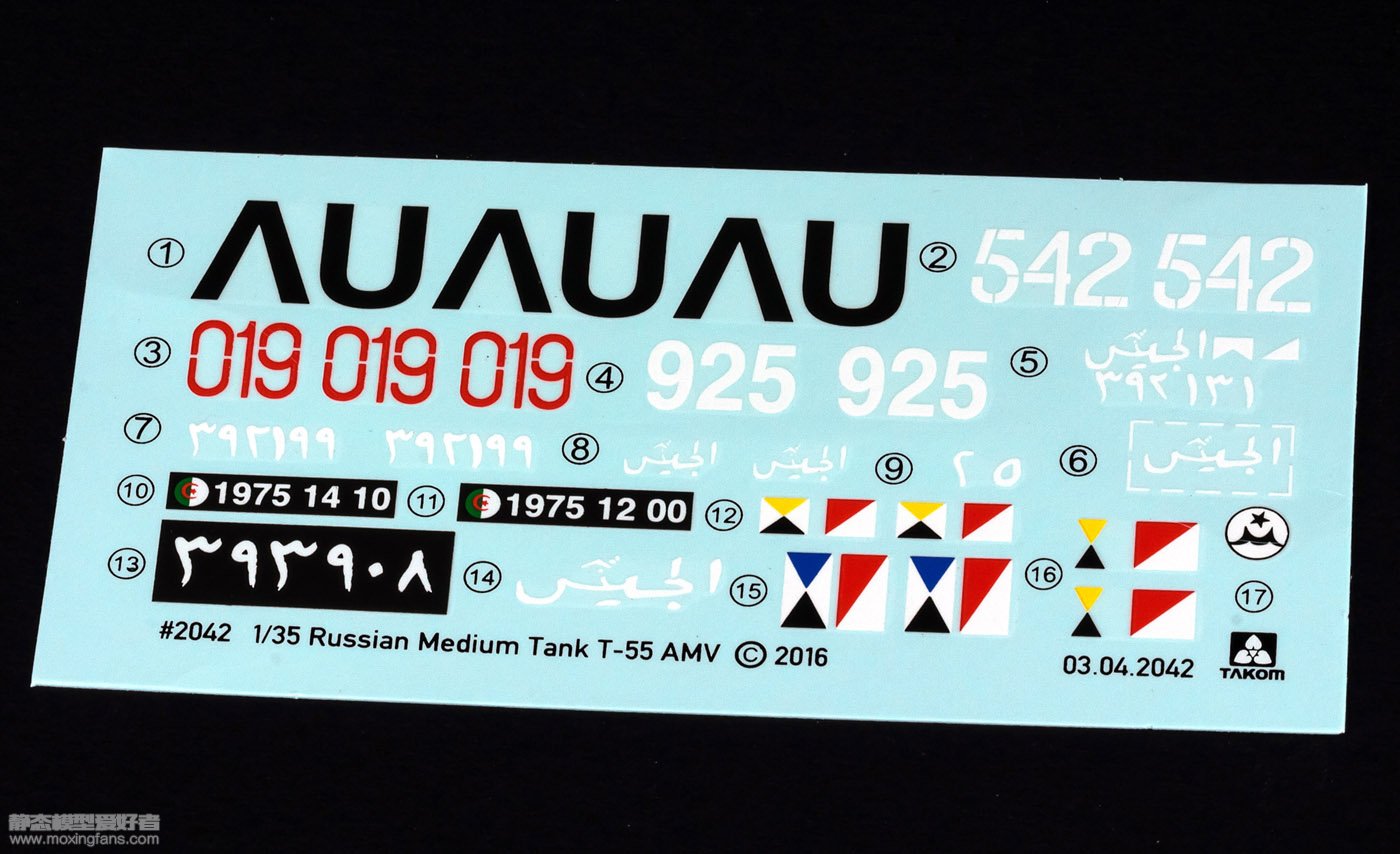 ① ΛU ΛU ΛU ② 542 542
③ 019 019 019 ④ 925 925 ⑤ الجيش
٣٩٢١٣١
⑦ ٣٩٢١٩٩ ٣٩٢١٩٩ ⑧ الجيش الجيش ⑨ ٢٥ ⑥ الجيش
⑩ 1975 14 10 ⑪ 1975 12 00 ⑫
⑬ ٣٩٣٩٠٨ ⑭ الجيش ⑮ ⑯ ⑰
#2042 1/35 Russian Medium Tank T-55 AMV © 2016 03.04.2042 TAKOM
静态模型爱好者
www.moxingfans.com